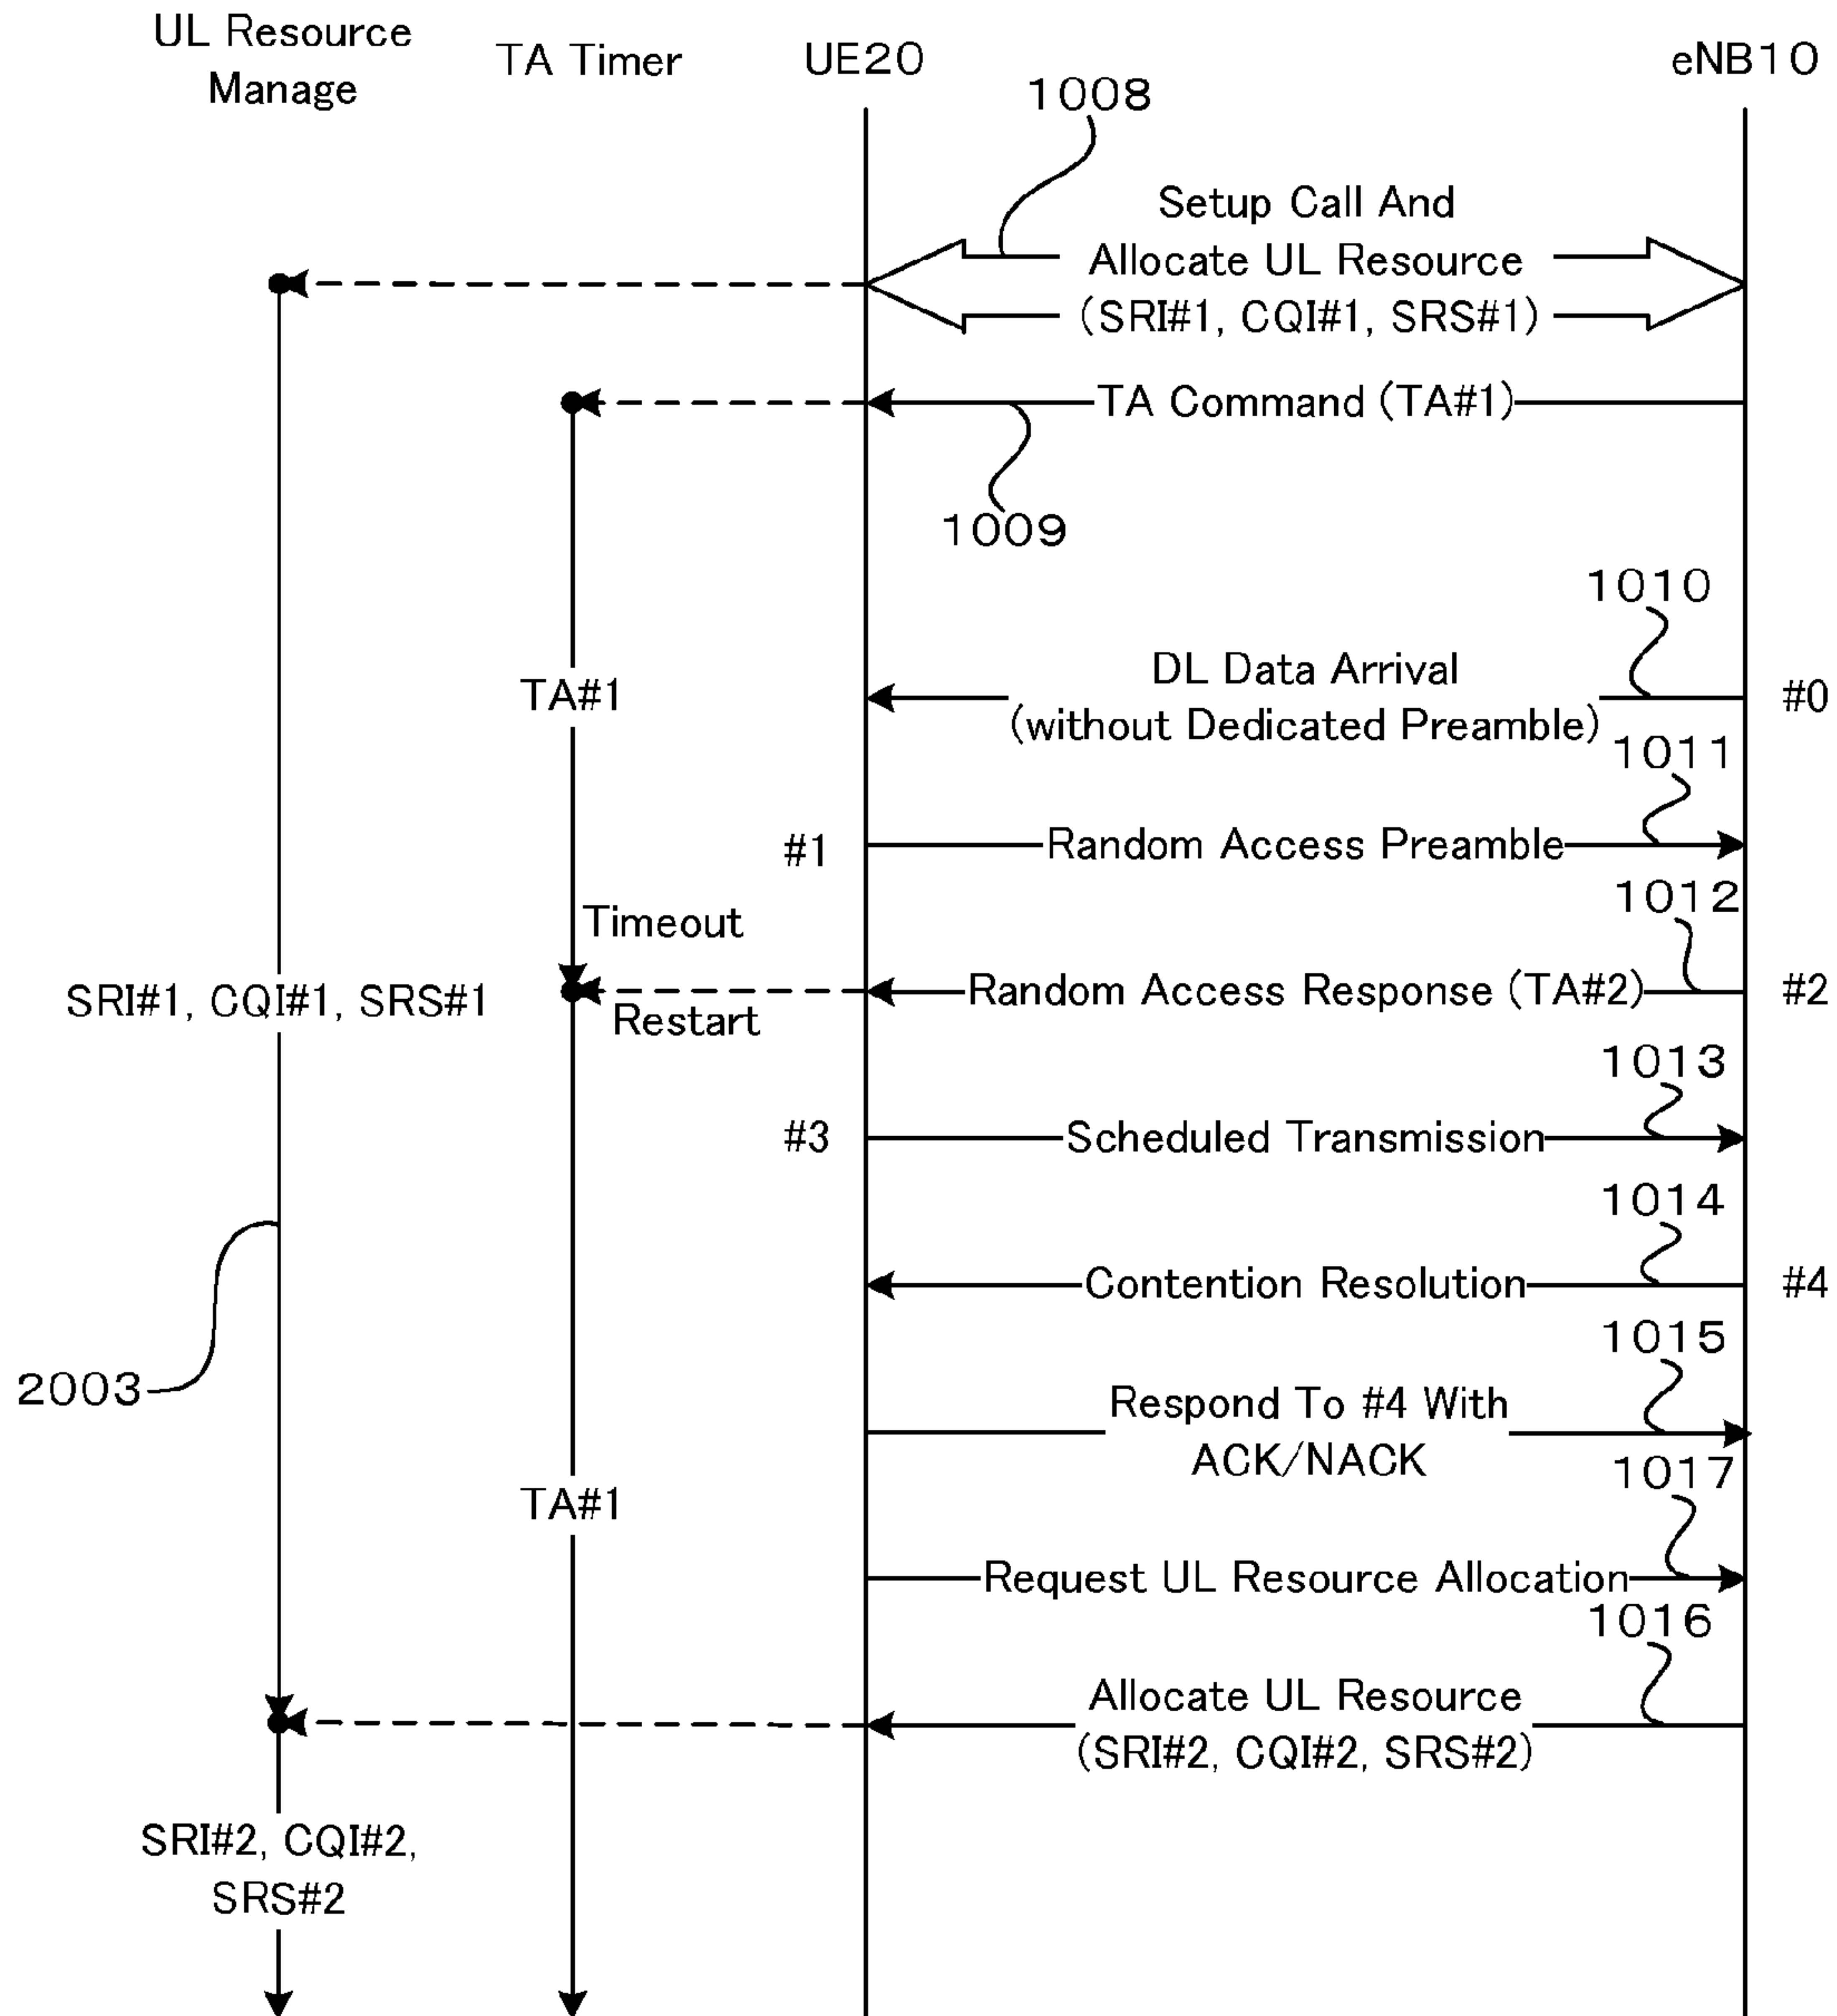 UL Resource
Manage
TA Timer
UE20
eNB10
1008
Setup Call And
Allocate UL Resource
(SRI#1, CQI#1, SRS#1)
TA Command (TA#1)
1009
1010
DL Data Arrival
(without Dedicated Preamble)
#0
TA#1
1011
#1
Random Access Preamble
1012
Timeout
SRI#1, CQI#1, SRS#1
Random Access Response (TA#2)
#2
Restart
1013
#3
Scheduled Transmission
1014
Contention Resolution
#4
1015
2003
Respond To #4 With
ACK/NACK
1017
TA#1
Request UL Resource Allocation
1016
Allocate UL Resource
(SRI#2, CQI#2, SRS#2)
SRI#2, CQI#2,
SRS#2